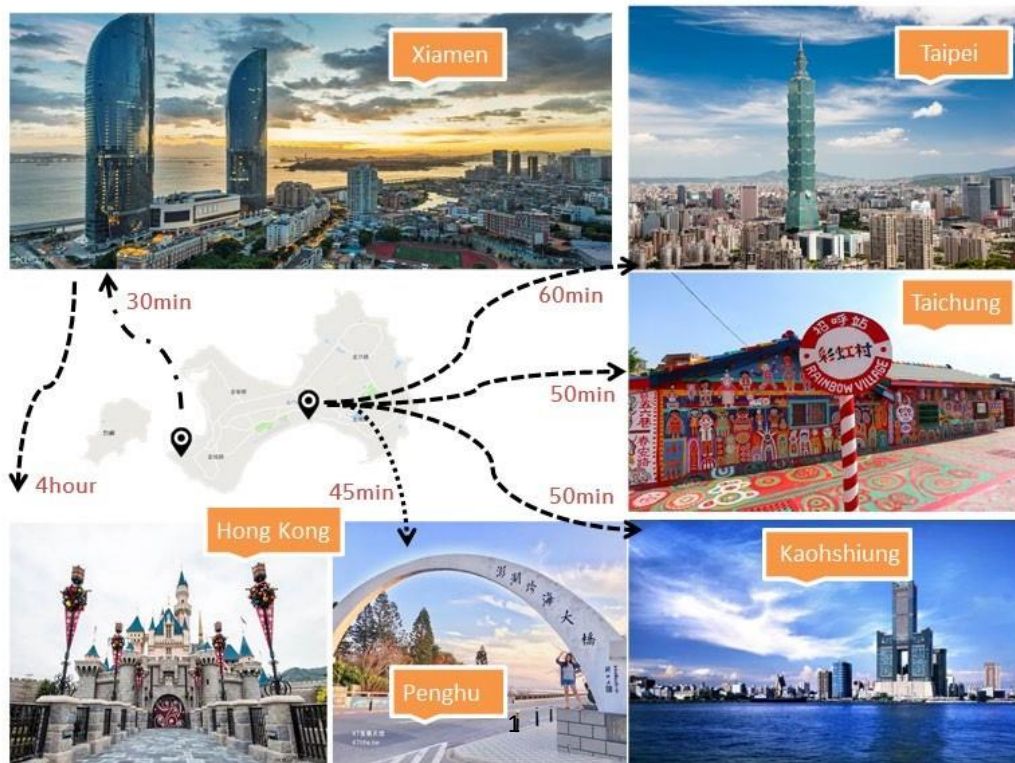 Xiamen
Taipei
30min
60min
Taichung
招呼站
彩虹村
RAINBOW VILLAGE
50min
4hour
45min
50min
Hong Kong
Kaohshiung
澎湖跨海大橋
Penghu
1